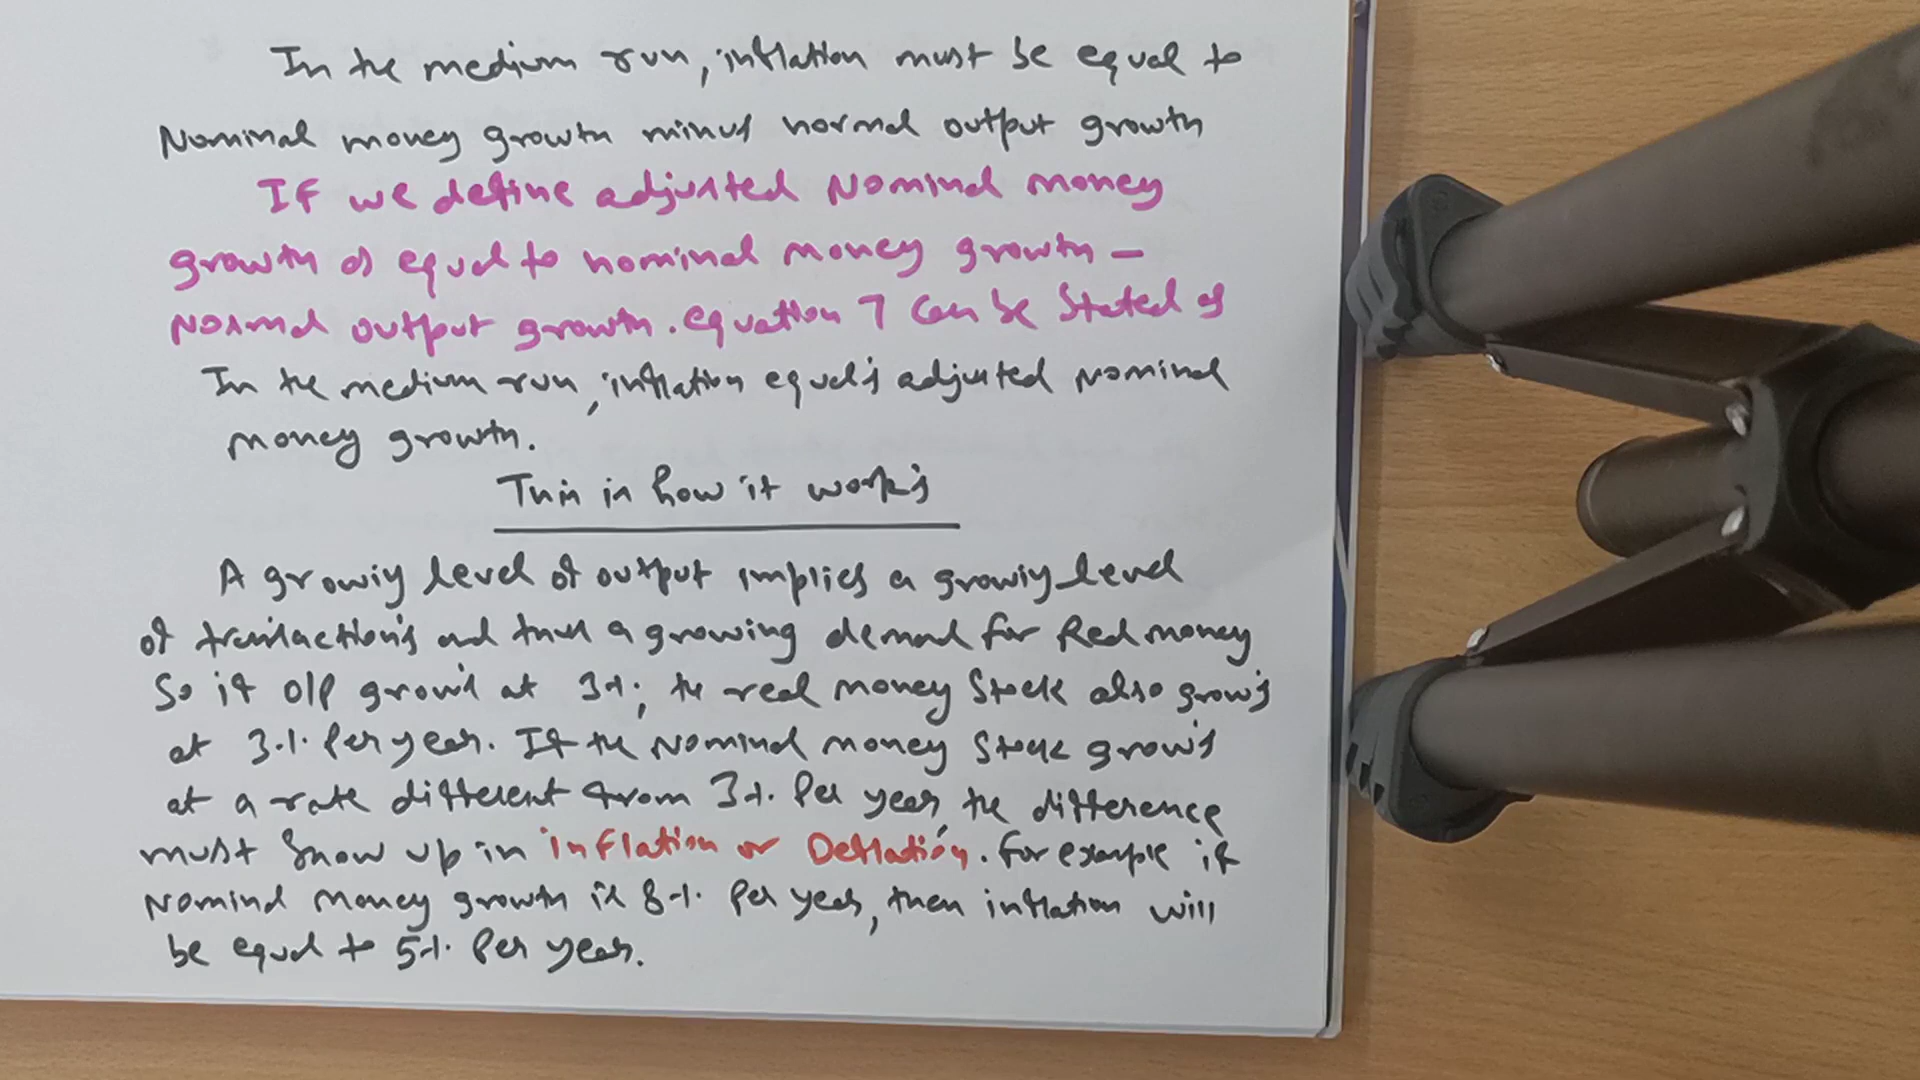 In the medium run, inflation must be equal to
Nominal money growth minus normal output growth
If we define adjusted Nominal money
growth as equal to nominal money growth -
Normal output growth. equation 7 can be stated as
In the medium run, inflation equal's adjusted nominal
money growth.
This is how it work's
A growing level of output implies a growing level
of transaction's and thus a growing demand for Real money
So if O/P grow's at 3%; the real money stock also grow's
at 3% per year. If the Nominal money stock grow's
at a rate different from 3% per year, the difference
must show up in inflation or Deflation. for example if
Nominal money growth is 8% per year, then inflation will
be equal to 5% per year.